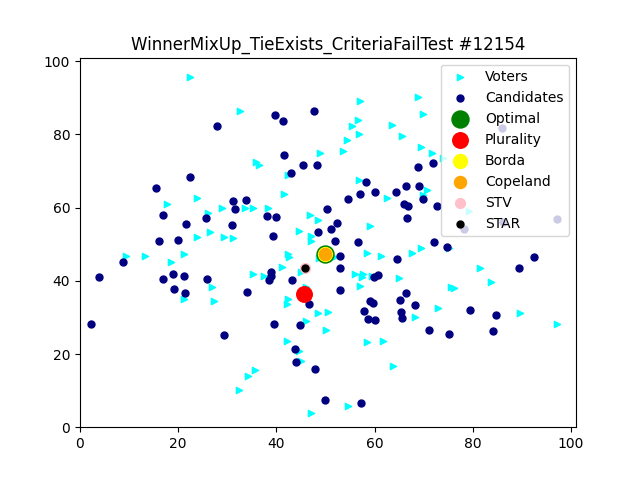 WinnerMixUp_TieExists_CriteriaFailTest #12154
100
80
60
40
20
0
0 20 40 60 80 100
Voters
Candidates
Optimal
Plurality
Borda
Copeland
STV
STAR